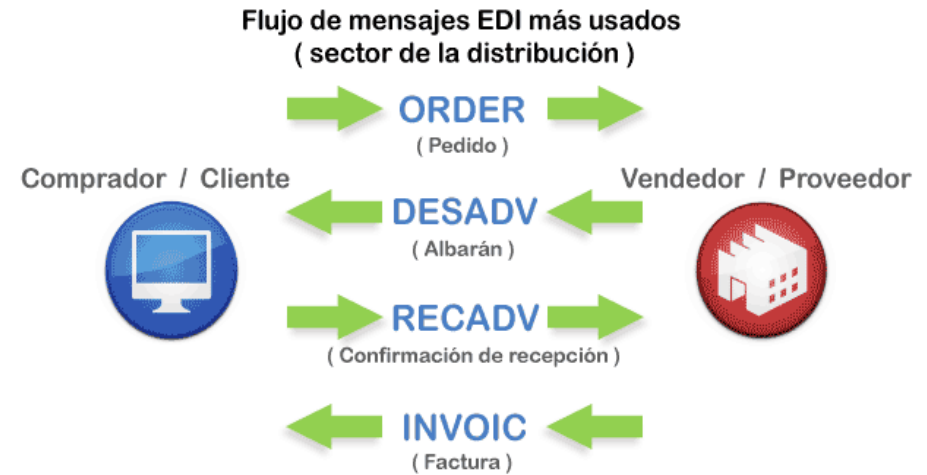 Flujo de mensajes EDI más usados
( sector de la distribución )
ORDER
( Pedido )
Comprador / Cliente
Vendedor / Proveedor
DESADV
( Albarán )
RECADV
( Confirmación de recepción )
INVOIC
( Factura )